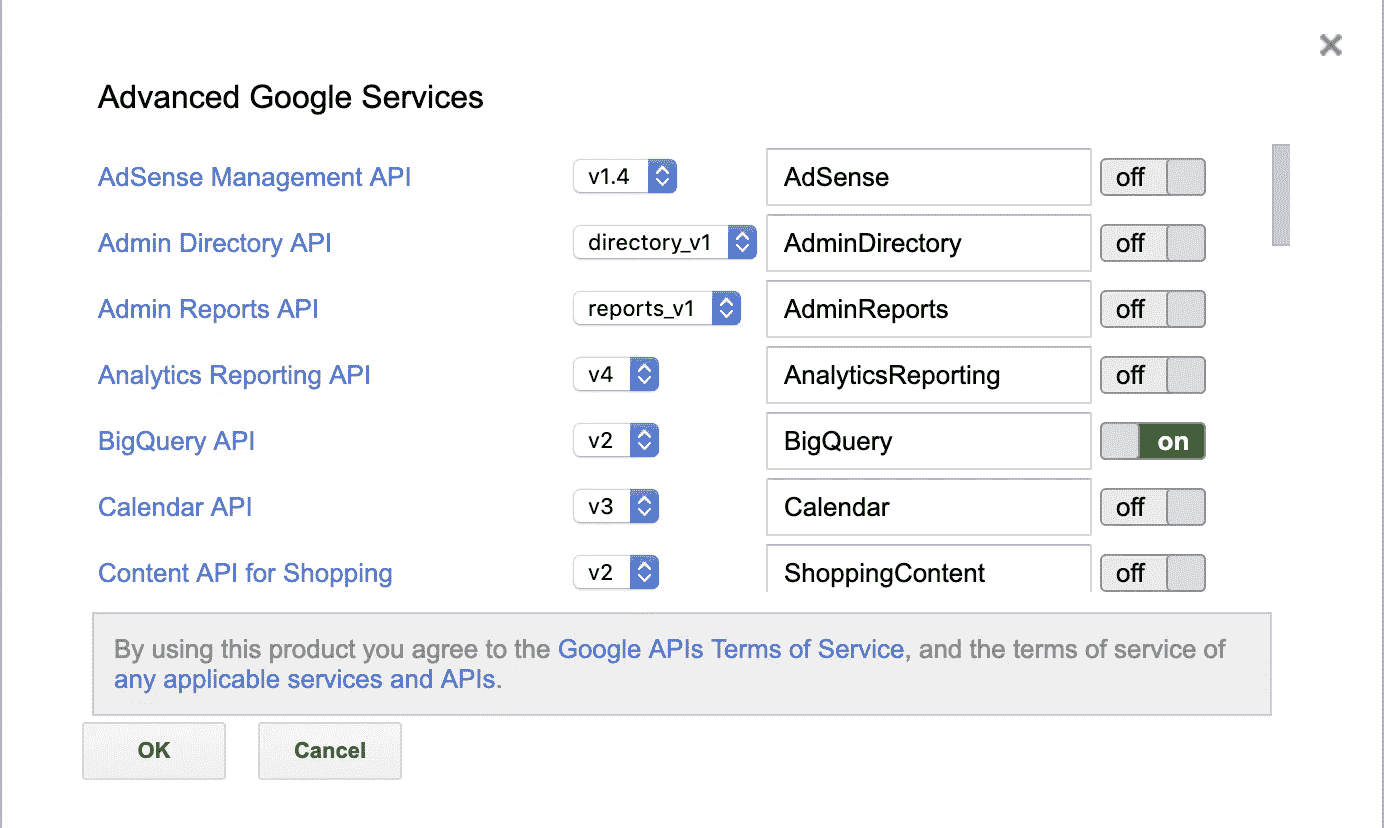 Advanced Google Services
AdSense Management API v1.4 AdSense off
Admin Directory API directory_v1 AdminDirectory off
Admin Reports API reports_v1 AdminReports off
Analytics Reporting API v4 AnalyticsReporting off
BigQuery API v2 BigQuery on
Calendar API v3 Calendar off
Content API for Shopping v2 ShoppingContent off
By using this product you agree to the Google APIs Terms of Service, and the terms of service of
any applicable services and APIs.
OK Cancel